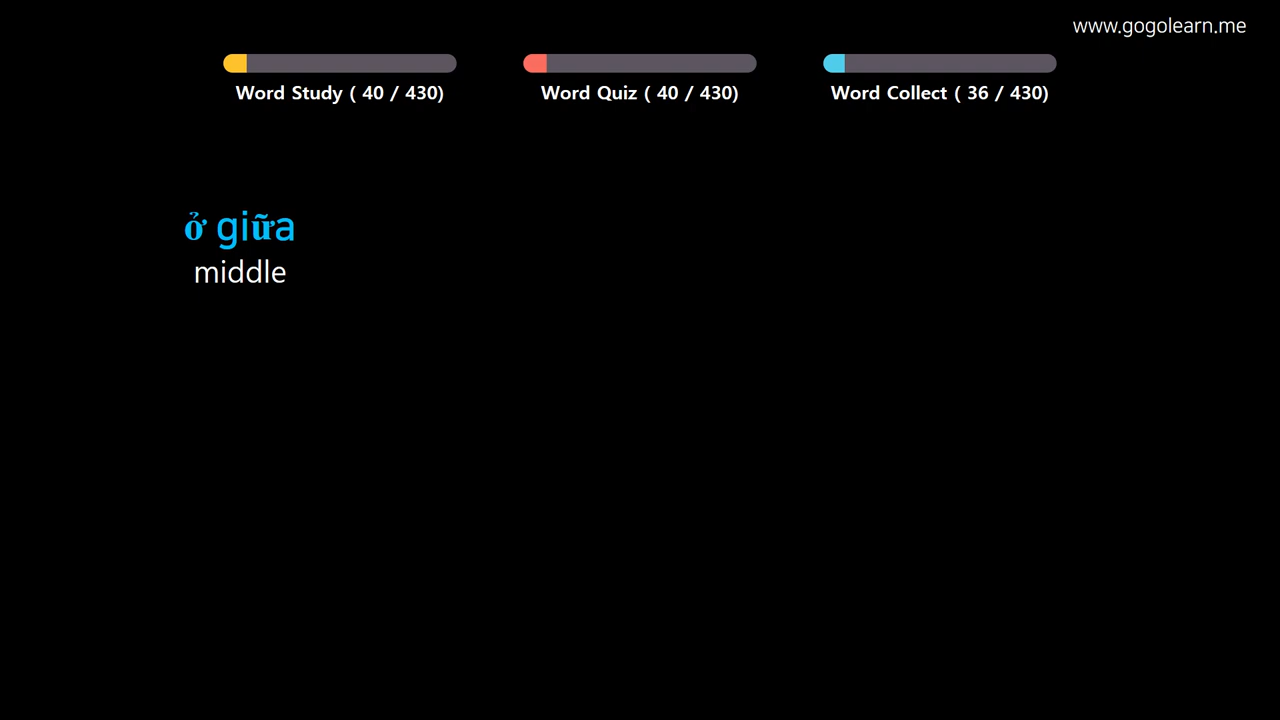 www.gogolearn.me
Word Study ( 40 / 430)
Word Quiz ( 40 / 430)
Word Collect ( 36 / 430)
ở giữa
middle